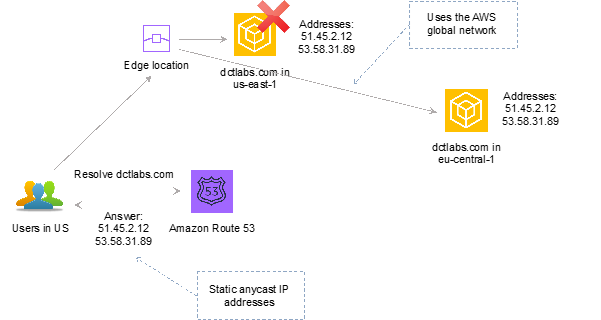 Uses the AWS
global network
Addresses:
51.45.2.12
53.58.31.89
Edge location
dctlabs.com in
us-east-1
Addresses:
51.45.2.12
53.58.31.89
dctlabs.com in
eu-central-1
Resolve dctlabs.com
53
Users in US
Answer:
51.45.2.12
53.58.31.89
Amazon Route 53
Static anycast IP
addresses